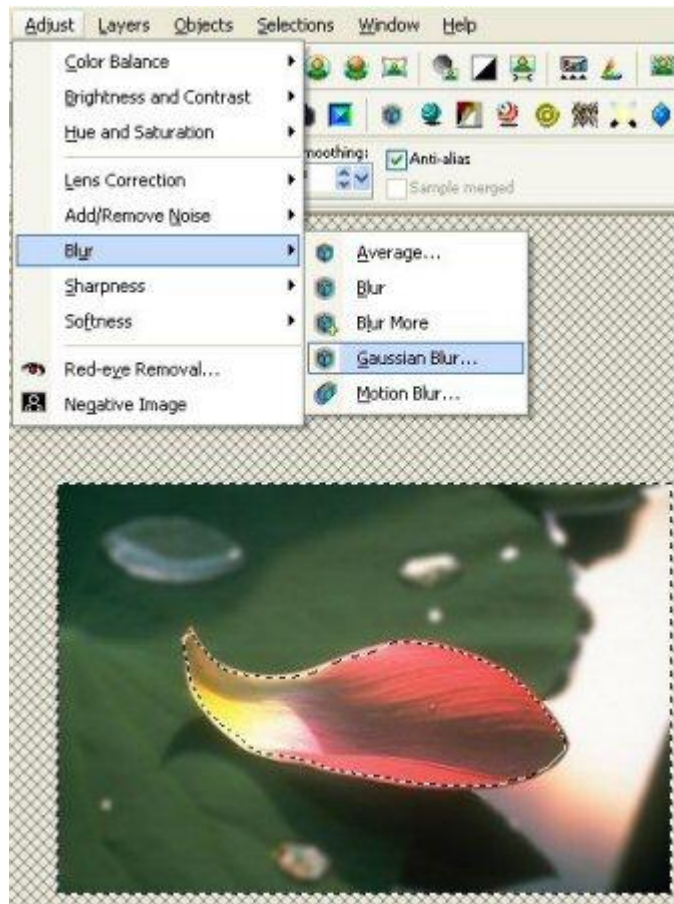 Adjust Layers Objects Selections Window Help
Color Balance
Brightness and Contrast
Hue and Saturation
Lens Correction
Add/Remove Noise
Blur
Sharpness
Softness
Red-eye Removal...
Negative Image
moothing:
Anti-alias
Sample merged
Average...
Blur
Blur More
Gaussian Blur...
Motion Blur...